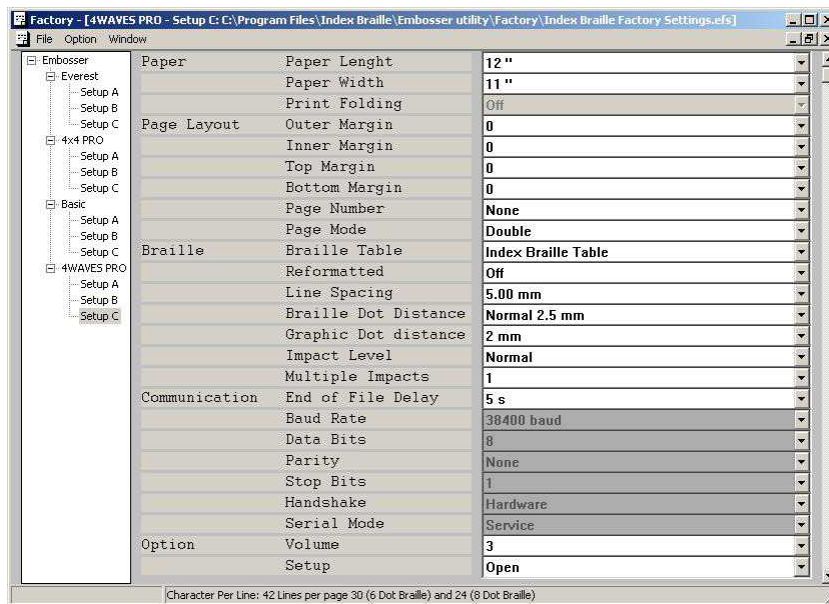 Factory - [4WAVES PRO - Setup C: C:\Program Files\Index Braille\Embosser utility\Factory\Index Braille Factory Settings.efs]
File Option Window
Embosser
Everest
Setup A
Setup B
Setup C
4x4 PRO
Setup A
Setup B
Setup C
Basic
Setup A
Setup B
Setup C
4WAVES PRO
Setup A
Setup B
Setup C
Paper Paper Lenght 12 "
Paper Width 11 "
Print Folding Off
Page Layout Outer Margin 0
Inner Margin 0
Top Margin 0
Bottom Margin 0
Page Number None
Page Mode Double
Braille Braille Table Index Braille Table
Reformatted Off
Line Spacing 5.00 mm
Braille Dot Distance Normal 2.5 mm
Graphic Dot distance 2 mm
Impact Level Normal
Multiple Impacts 1
Communication End of File Delay 5 s
Baud Rate 38400 baud
Data Bits 8
Parity None
Stop Bits 1
Handshake Hardware
Serial Mode Service
Option Volume 3
Setup Open
Character Per Line: 42 Lines per page 30 (6 Dot Braille) and 24 (8 Dot Braille)